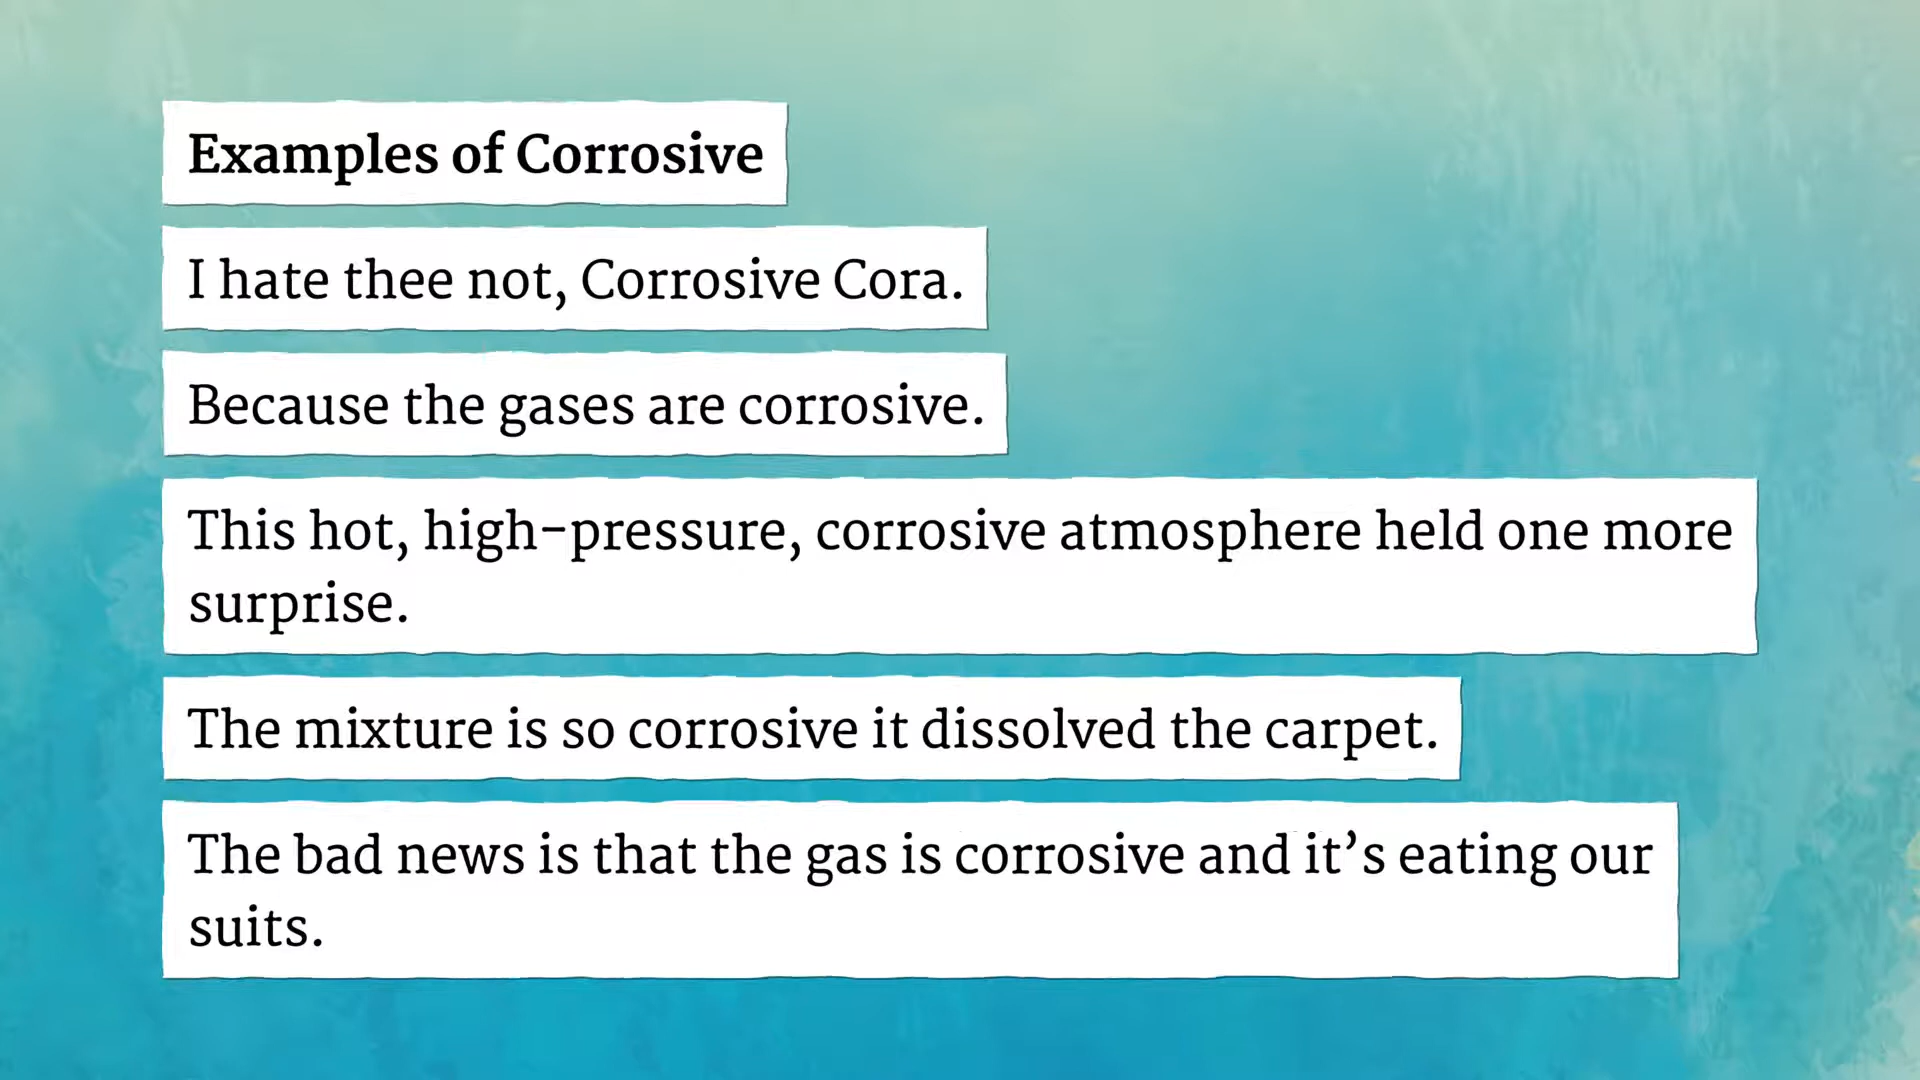 Examples of Corrosive
I hate thee not, Corrosive Cora.
Because the gases are corrosive.
This hot, high-pressure, corrosive atmosphere held one more
surprise.
The mixture is so corrosive it dissolved the carpet.
The bad news is that the gas is corrosive and it’s eating our
suits.